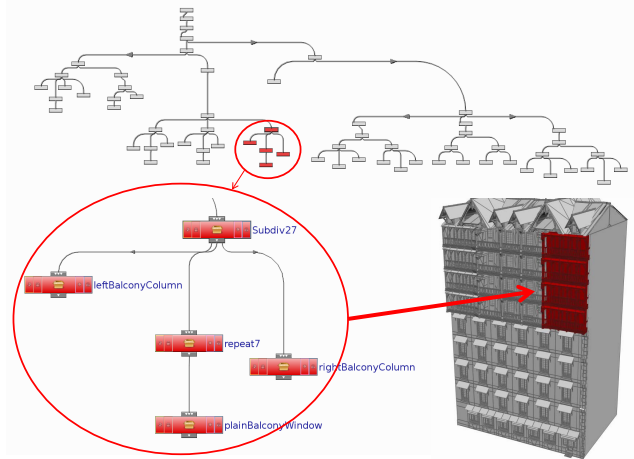 Subdiv27
leftBalconyColumn
repeat7
rightBalconyColumn
plainBalconyWindow